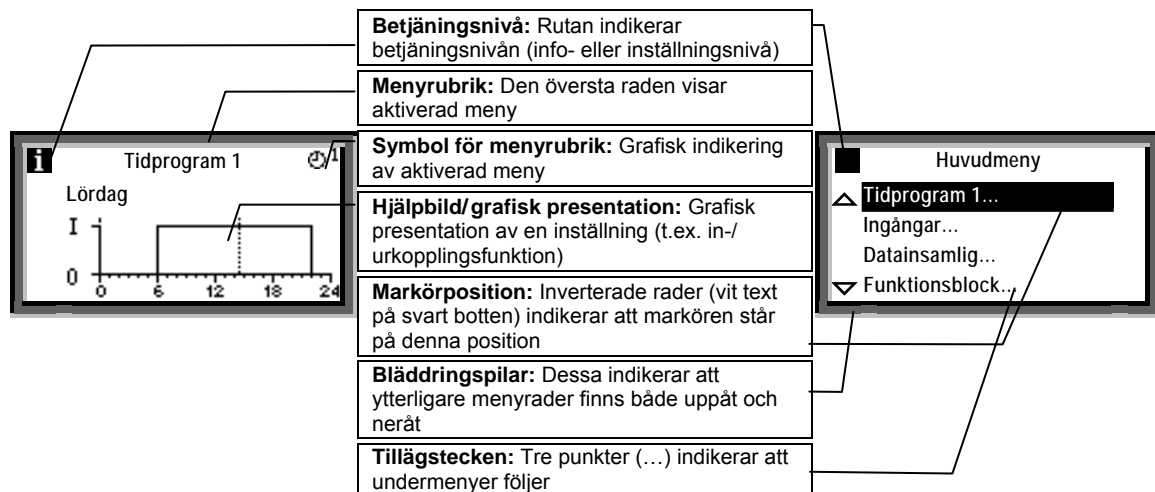 Betjäningsnivå: Rutan indikerar
betjäningsnivån (info- eller inställningsnivå)
Menyrubrik: Den översta raden visar
aktiverad meny
Symbol för menyrubrik: Grafisk indikering
av aktiverad meny
Hjälpbild/grafisk presentation: Grafisk
presentation av en inställning (t.ex. in-/
urkopplingsfunktion)
Markörposition: Inverterade rader (vit text
på svart botten) indikerar att markören står
på denna position
Bläddringspilar: Dessa indikerar att
ytterligare menyrader finns både uppåt och
neråt
Tillägstecken: Tre punkter (…) indikerar att
undermenyer följer
i Tidprogram 1 1
Lördag
I
0
0 6 12 18 24
Huvudmeny
Tidprogram 1...
Ingångar...
Datainsamlig...
Funktionsblock...